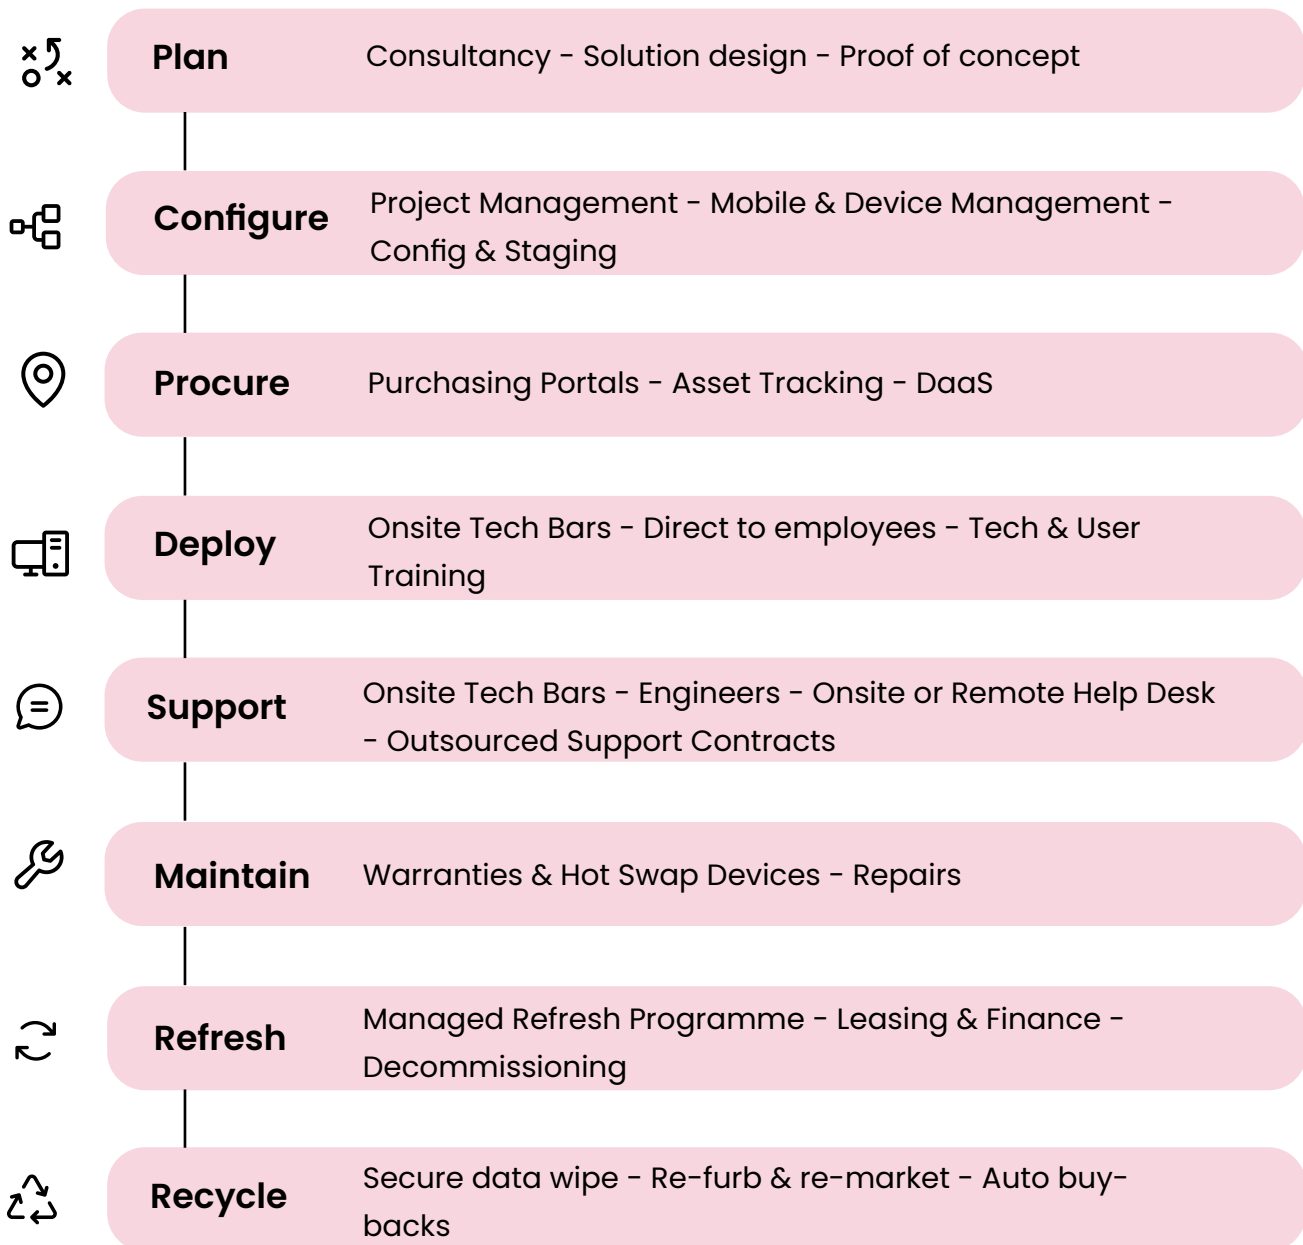 Plan
Consultancy - Solution design - Proof of concept
Configure
Project Management - Mobile & Device Management -
Config & Staging
Procure
Purchasing Portals - Asset Tracking - DaaS
Deploy
Onsite Tech Bars - Direct to employees - Tech & User
Training
Support
Onsite Tech Bars - Engineers - Onsite or Remote Help Desk
- Outsourced Support Contracts
Maintain
Warranties & Hot Swap Devices - Repairs
Refresh
Managed Refresh Programme - Leasing & Finance -
Decommissioning
Recycle
Secure data wipe - Re-furb & re-market - Auto buy-
backs